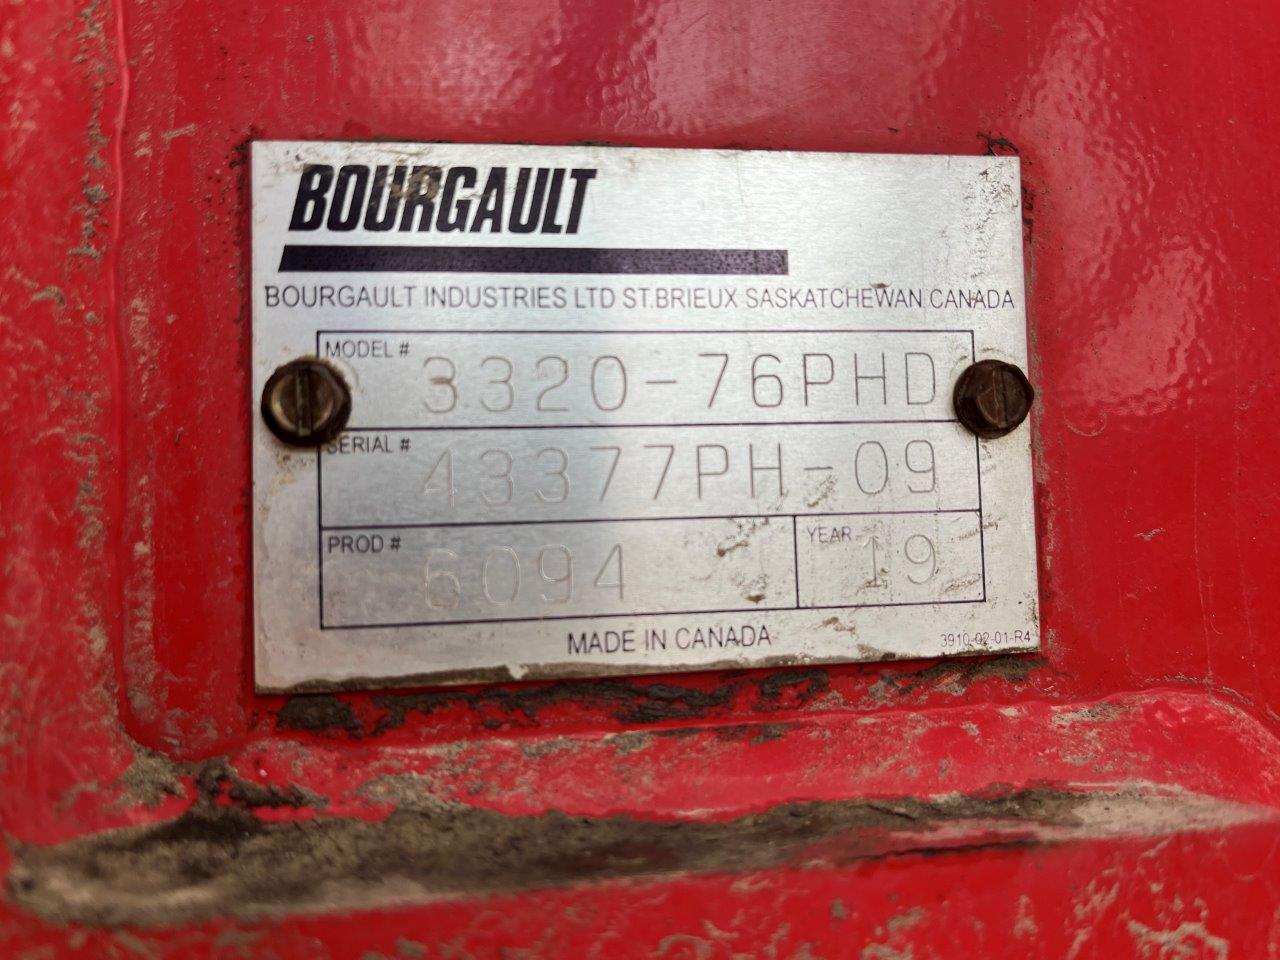 BOURGAULT
BOURGAULT INDUSTRIES LTD ST.BRIEUX SASKATCHEWAN CANADA
MODEL # 3320-76PHD
SERIAL # 43377PH-09
PROD # 6094 YEAR 19
MADE IN CANADA
3910-02-01-R4